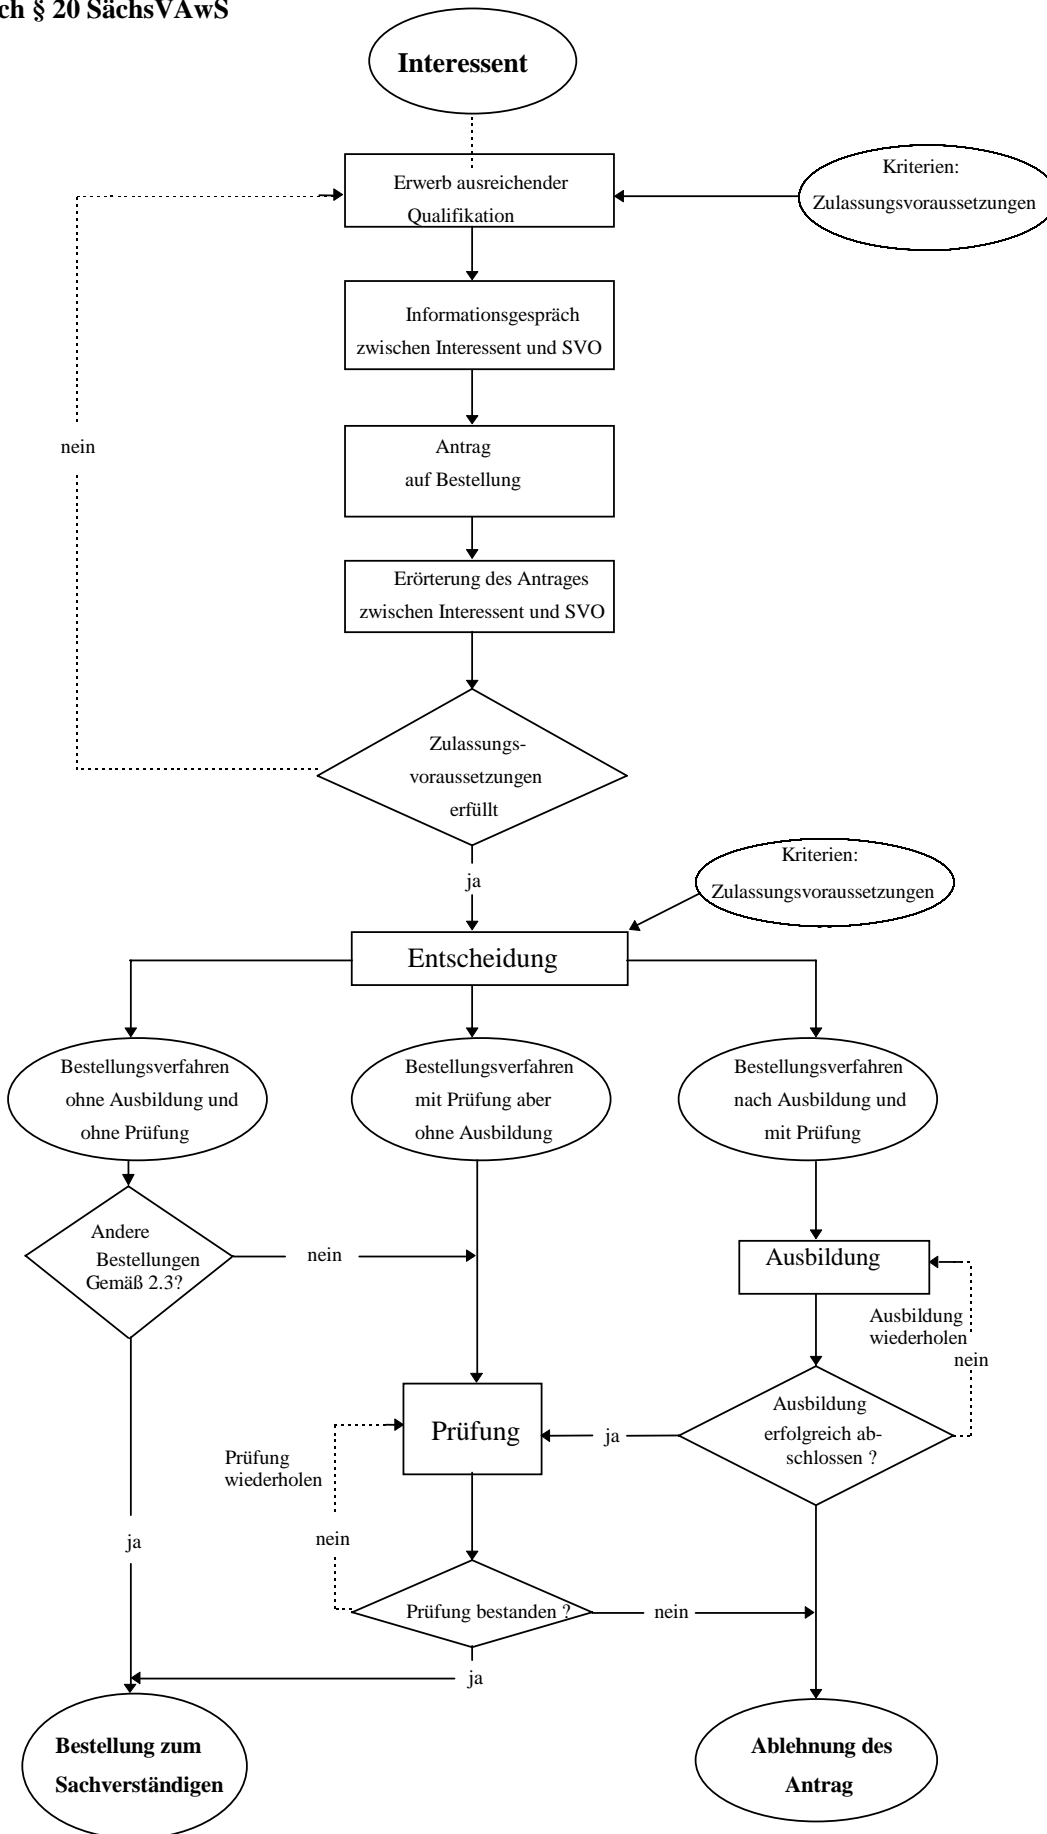 ch § 20 SächsVAwS
Interessent
Erwerb ausreichender
Qualifikation
Kriterien:
Zulassungsvoraussetzungen
Informationsgespräch
zwischen Interessent und SVO
nein
Antrag
auf Bestellung
Erörterung des Antrages
zwischen Interessent und SVO
Zulassungs-
voraussetzungen
erfüllt
ja
Kriterien:
Zulassungsvoraussetzungen
Entscheidung
Bestellungsverfahren
ohne Ausbildung und
ohne Prüfung
Bestellungsverfahren
mit Prüfung aber
ohne Ausbildung
Bestellungsverfahren
nach Ausbildung und
mit Prüfung
Andere
Bestellungen
Gemäß 2.3?
nein
Ausbildung
Ausbildung
wiederholen
nein
Prüfung
ja
Ausbildung
erfolgreich ab-
schlossen ?
Prüfung
wiederholen
nein
ja
Prüfung bestanden ?
nein
ja
Bestellung zum
Sachverständigen
Ablehnung des
Antrag